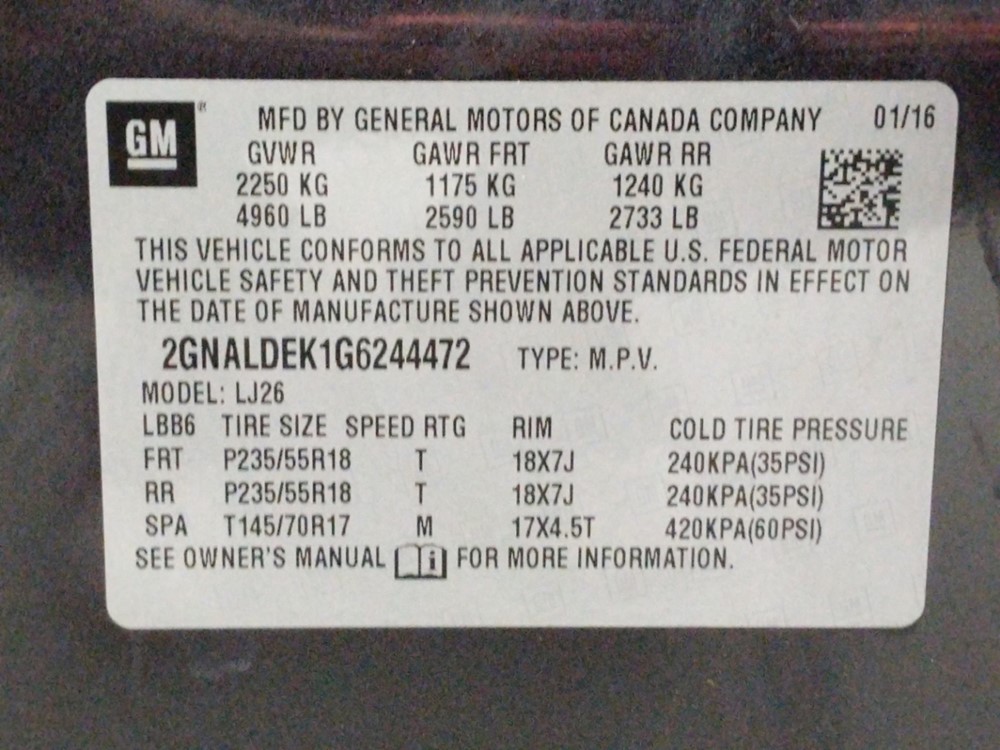 GM ® MFD BY GENERAL MOTORS OF CANADA COMPANY 01/16
GVWR GAWR FRT GAWR RR
2250 KG 1175 KG 1240 KG
4960 LB 2590 LB 2733 LB
THIS VEHICLE CONFORMS TO ALL APPLICABLE U.S. FEDERAL MOTOR
VEHICLE SAFETY AND THEFT PREVENTION STANDARDS IN EFFECT ON
THE DATE OF MANUFACTURE SHOWN ABOVE.
2GNALDEK1G6244472 TYPE: M.P.V.
MODEL: LJ26
LBB6 TIRE SIZE SPEED RTG RIM COLD TIRE PRESSURE
FRT P235/55R18 T 18X7J 240KPA(35PSI)
RR P235/55R18 T 18X7J 240KPA(35PSI)
SPA T145/70R17 M 17X4.5T 420KPA(60PSI)
SEE OWNER'S MANUAL i FOR MORE INFORMATION.